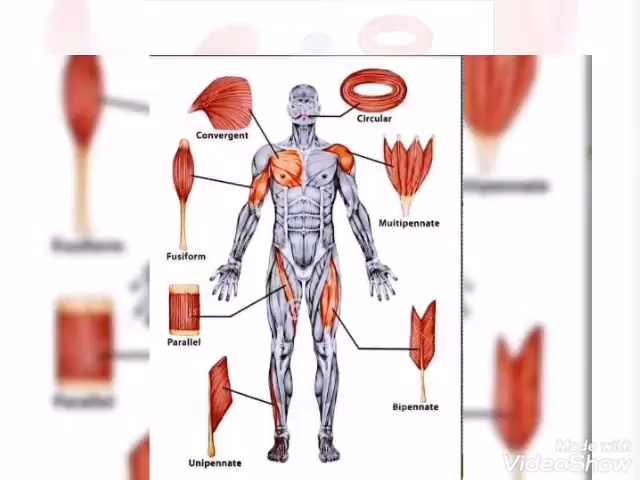 Convergent
Circular
Multipennate
Fusiform
Parallel
Bipennate
Unipennate
Made with
VideoShow